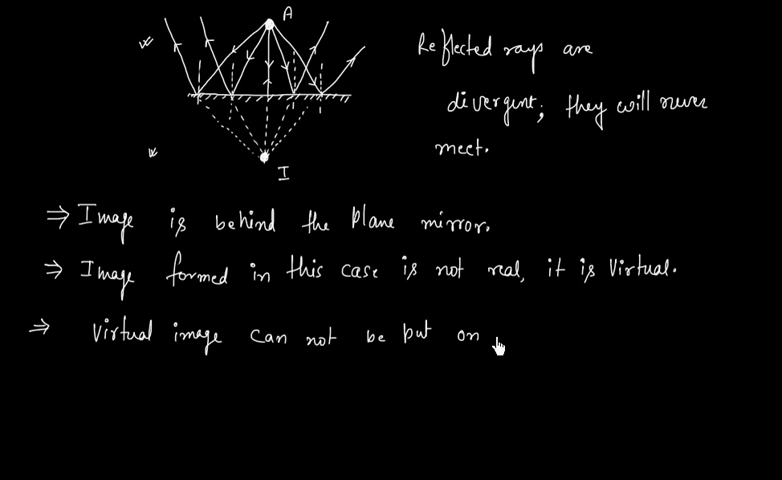 A
Reflected rays are
divergent; they will never
meet.
I
⇒ Image is behind the Plane mirror.
⇒ Image formed in this case is not real, it is Virtual.
⇒ Virtual image can not be put on